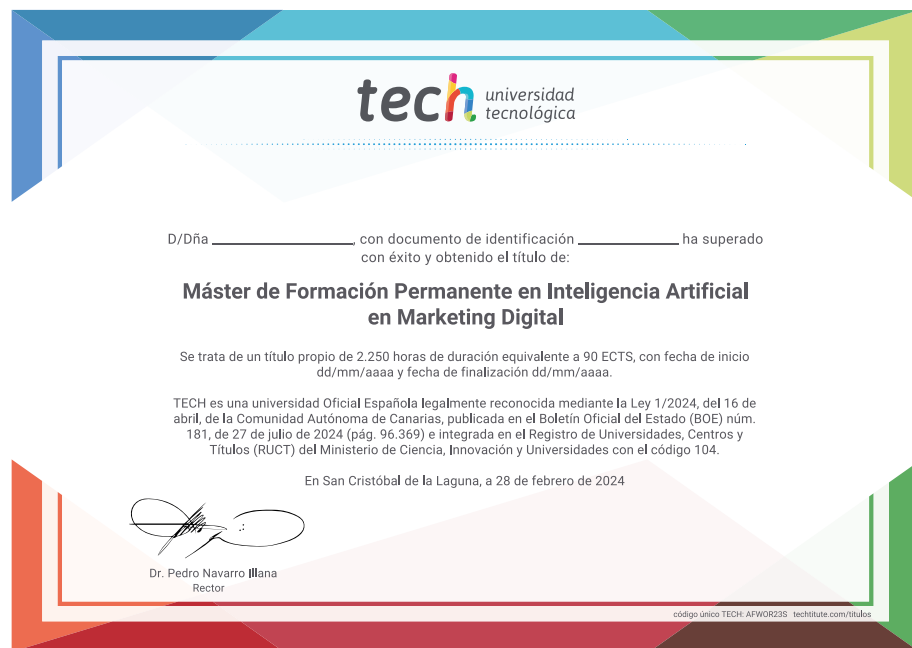 tech universidad
tecnológica
D/Dña ________________, con documento de identificación ______________ ha superado
con éxito y obtenido el título de:
Máster de Formación Permanente en Inteligencia Artificial
en Marketing Digital
Se trata de un título propio de 2.250 horas de duración equivalente a 90 ECTS, con fecha de inicio
dd/mm/aaaa y fecha de finalización dd/mm/aaaa.
TECH es una universidad Oficial Española legalmente reconocida mediante la Ley 1/2024, del 16 de
abril, de la Comunidad Autónoma de Canarias, publicada en el Boletín Oficial del Estado (BOE) núm.
181, de 27 de julio de 2024 (pág. 96.369) e integrada en el Registro de Universidades, Centros y
Títulos (RUCT) del Ministerio de Ciencia, Innovación y Universidades con el código 104.
En San Cristóbal de la Laguna, a 28 de febrero de 2024
Dr. Pedro Navarro Illana
Rector
código único TECH: AFWOR23S techtitute.com/titulos